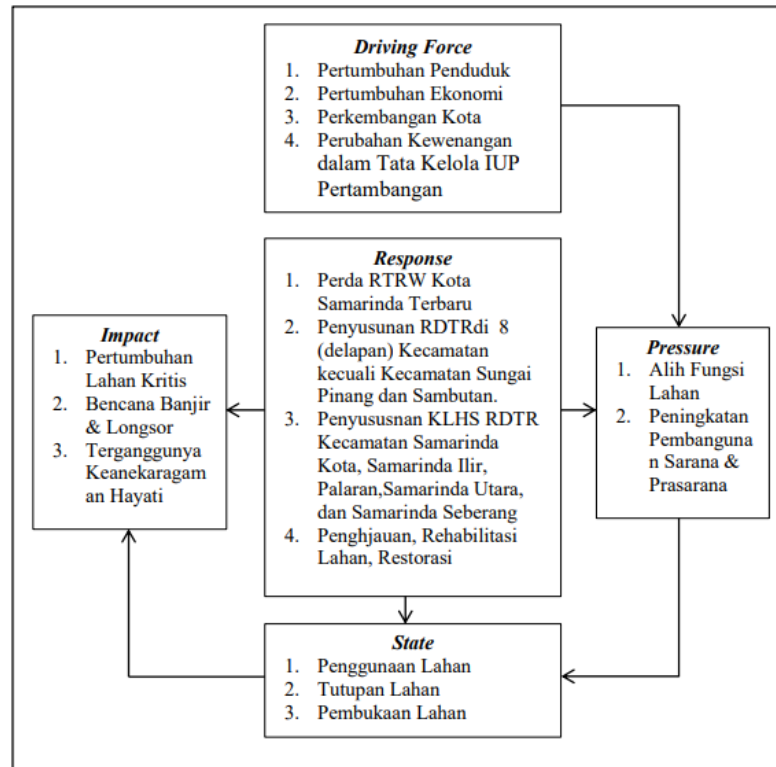 Driving Force
1. Pertumbuhan Penduduk
2. Pertumbuhan Ekonomi
3. Perkembangan Kota
4. Perubahan Kewenangan
dalam Tata Kelola IUP
Pertambangan
Response
1. Perda RTRW Kota
Samarinda Terbaru
2. Penyusunan RDTRdi 8
(delapan) Kecamatan
kecuali Kecamatan Sungai
Pinang dan Sambutan.
3. Penyususnan KLHS RDTR
Kecamatan Samarinda
Kota, Samarinda Ilir,
Palaran,Samarinda Utara,
dan Samarinda Seberang
4. Penghjauan, Rehabilitasi
Lahan, Restorasi
Impact
1. Pertumbuhan
Lahan Kritis
2. Bencana Banjir
& Longsor
3. Terganggunya
Keanekaragam
an Hayati
Pressure
1. Alih Fungsi
Lahan
2. Peningkatan
Pembanguna
n Sarana &
Prasarana
State
1. Penggunaan Lahan
2. Tutupan Lahan
3. Pembukaan Lahan